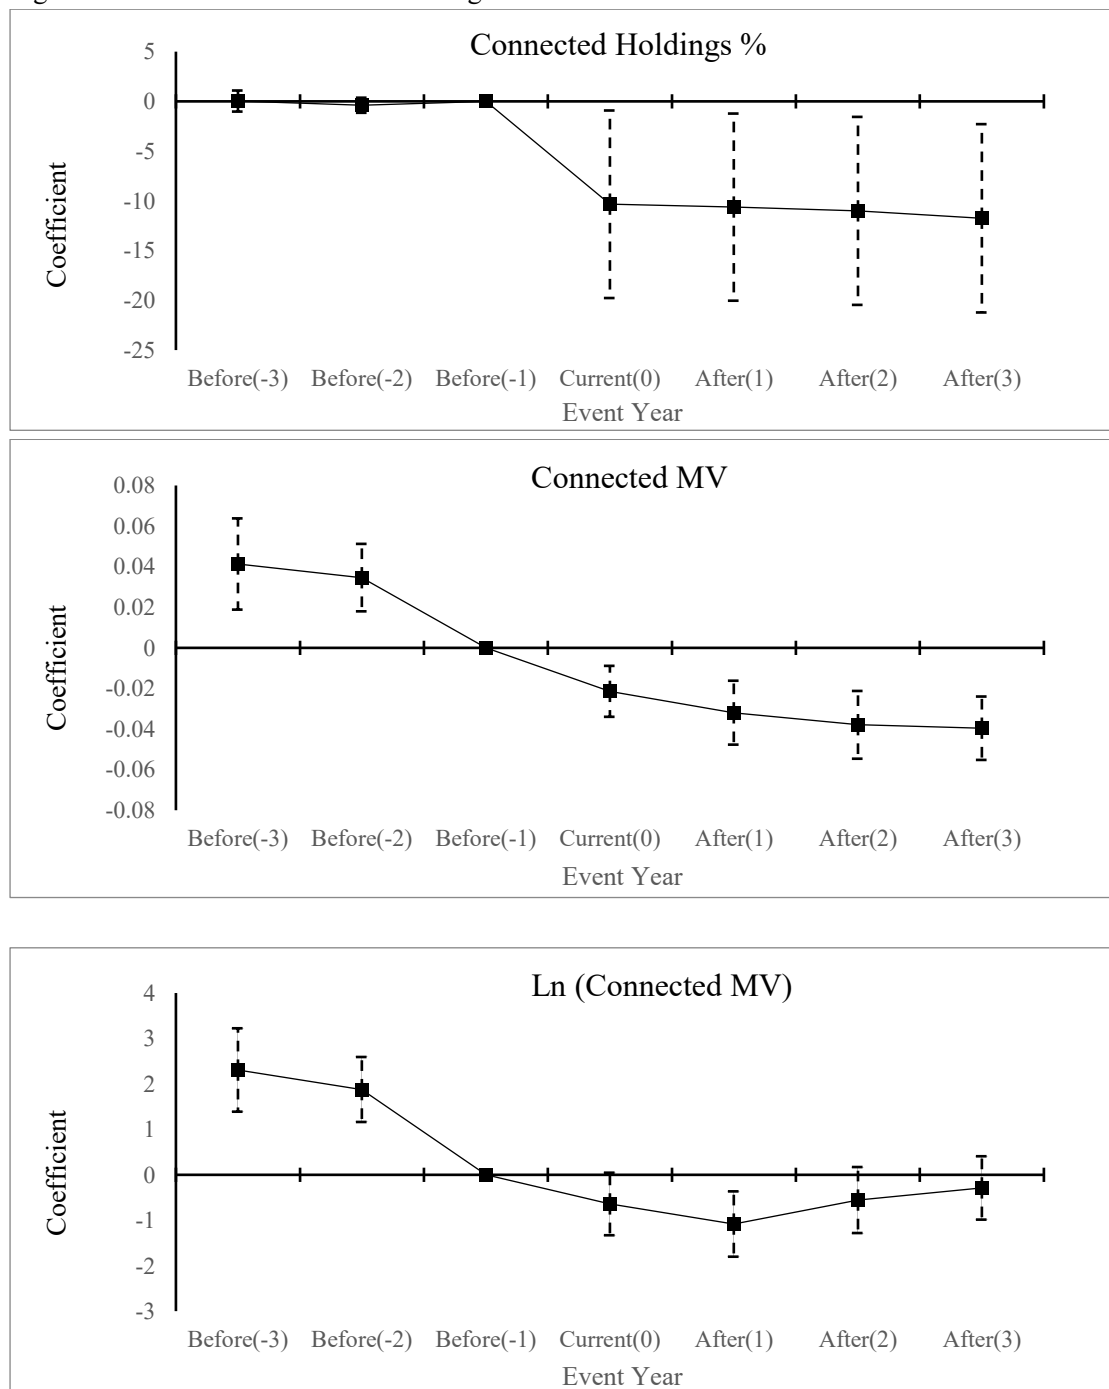 Connected Holdings %
5
0
-5
-10
-15
-20
-25
Coefficient
Before(-3) Before(-2) Before(-1) Current(0) After(1) After(2) After(3)
Event Year
Connected MV
0.08
0.06
0.04
0.02
0
-0.02
-0.04
-0.06
-0.08
Coefficient
Before(-3) Before(-2) Before(-1) Current(0) After(1) After(2) After(3)
Event Year
Ln (Connected MV)
4
3
2
1
0
-1
-2
-3
Coefficient
Before(-3) Before(-2) Before(-1) Current(0) After(1) After(2) After(3)
Event Year